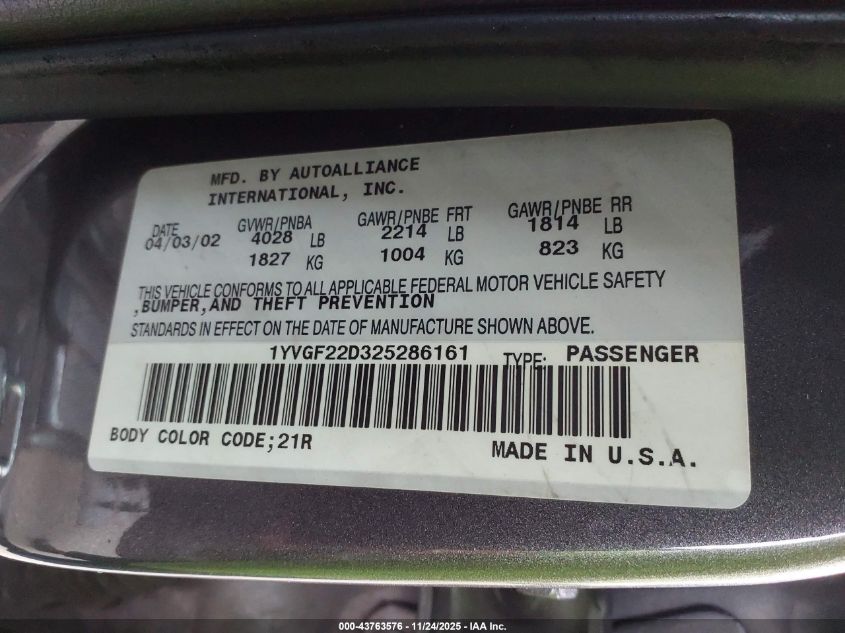 MFD. BY AUTOALLIANCE
INTERNATIONAL, INC.
DATE GVWR/PNBA GAWR/PNBE FRT GAWR/PNBE RR
04/03/02 4028 LB 2214 LB 1814 LB
1827 KG 1004 KG 823 KG
THIS VEHICLE CONFORMS TO ALL APPLICABLE FEDERAL MOTOR VEHICLE SAFETY
,BUMPER,AND THEFT PREVENTION
STANDARDS IN EFFECT ON THE DATE OF MANUFACTURE SHOWN ABOVE.
1YVGF22D325286161 TYPE: PASSENGER
BODY COLOR CODE;21R MADE IN U.S.A.
000-43763576 - 11/24/2025 - IAA Inc.